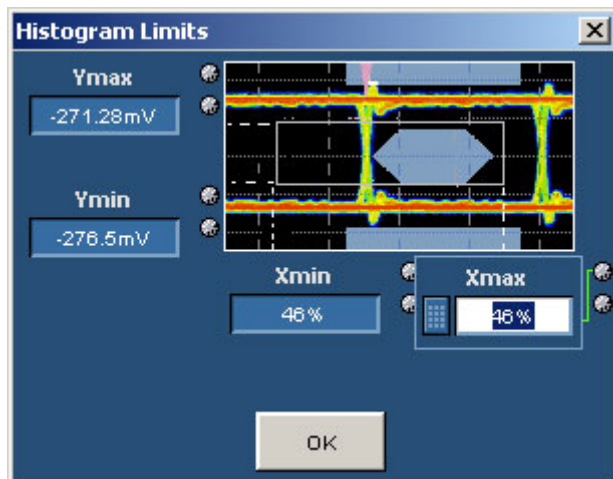 Histogram Limits
Ymax
-271.28mV
Ymin
-276.5mV
Xmin
46%
Xmax
46%
OK